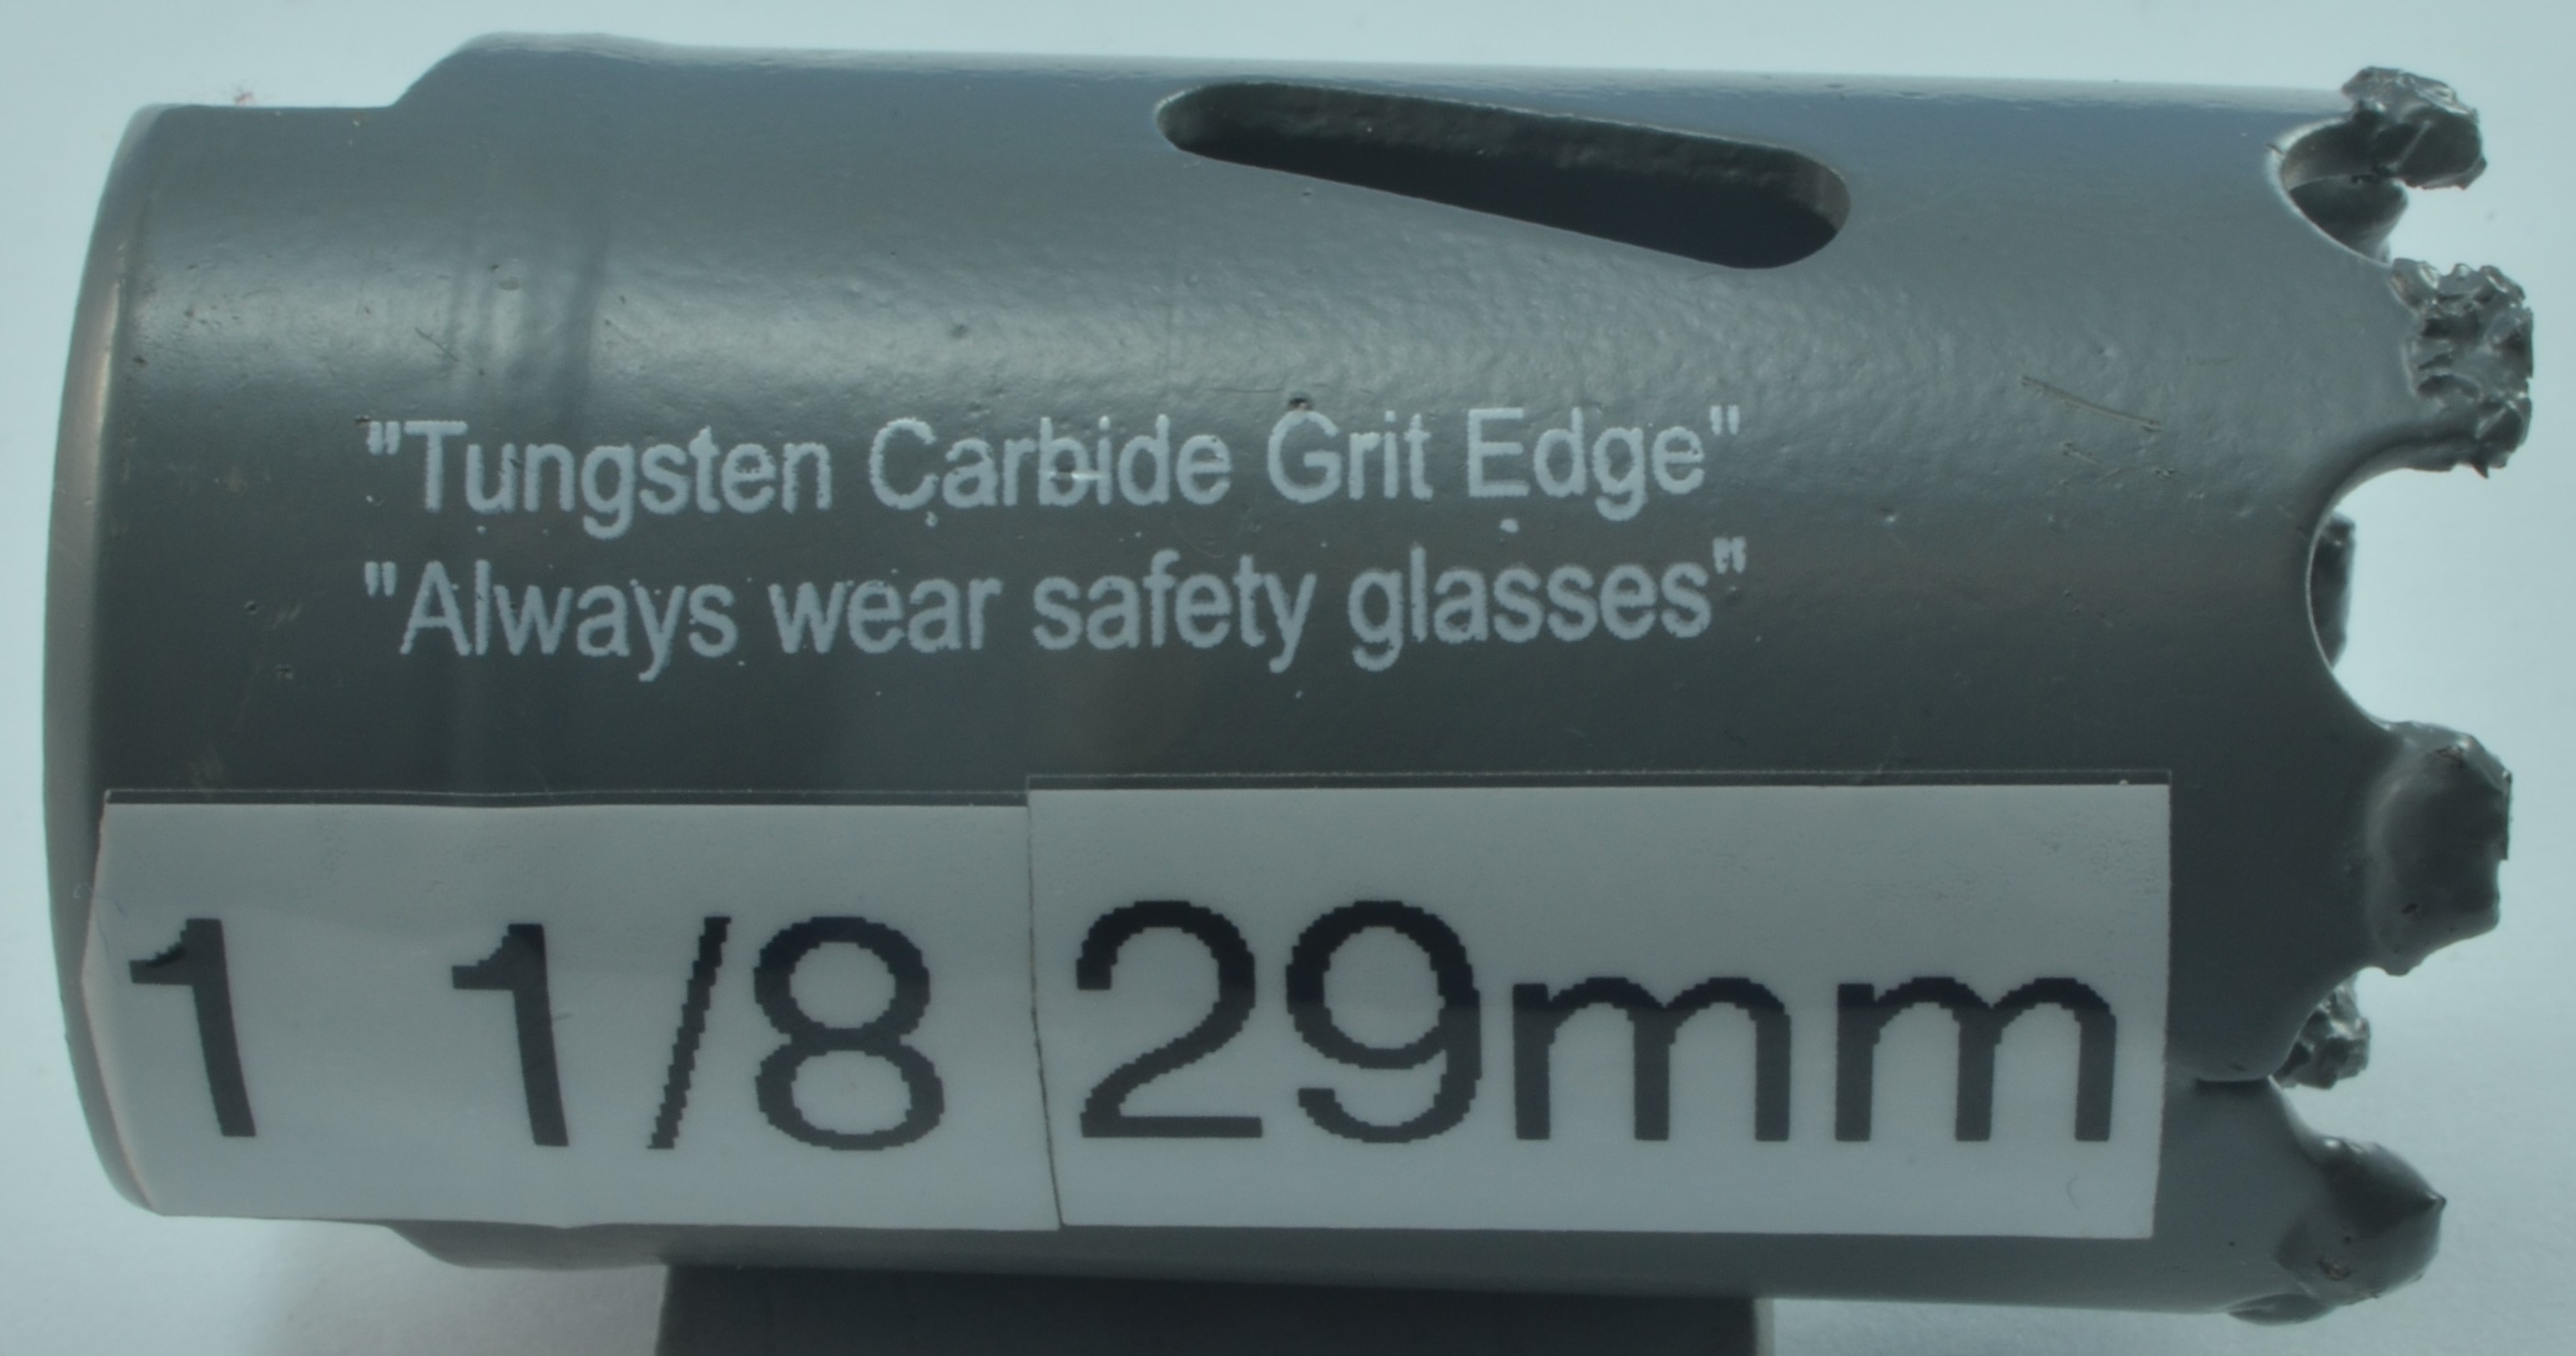 "Tungsten Carbide Grit Edge"
"Always wear safety glasses"
1 1/8 29mm